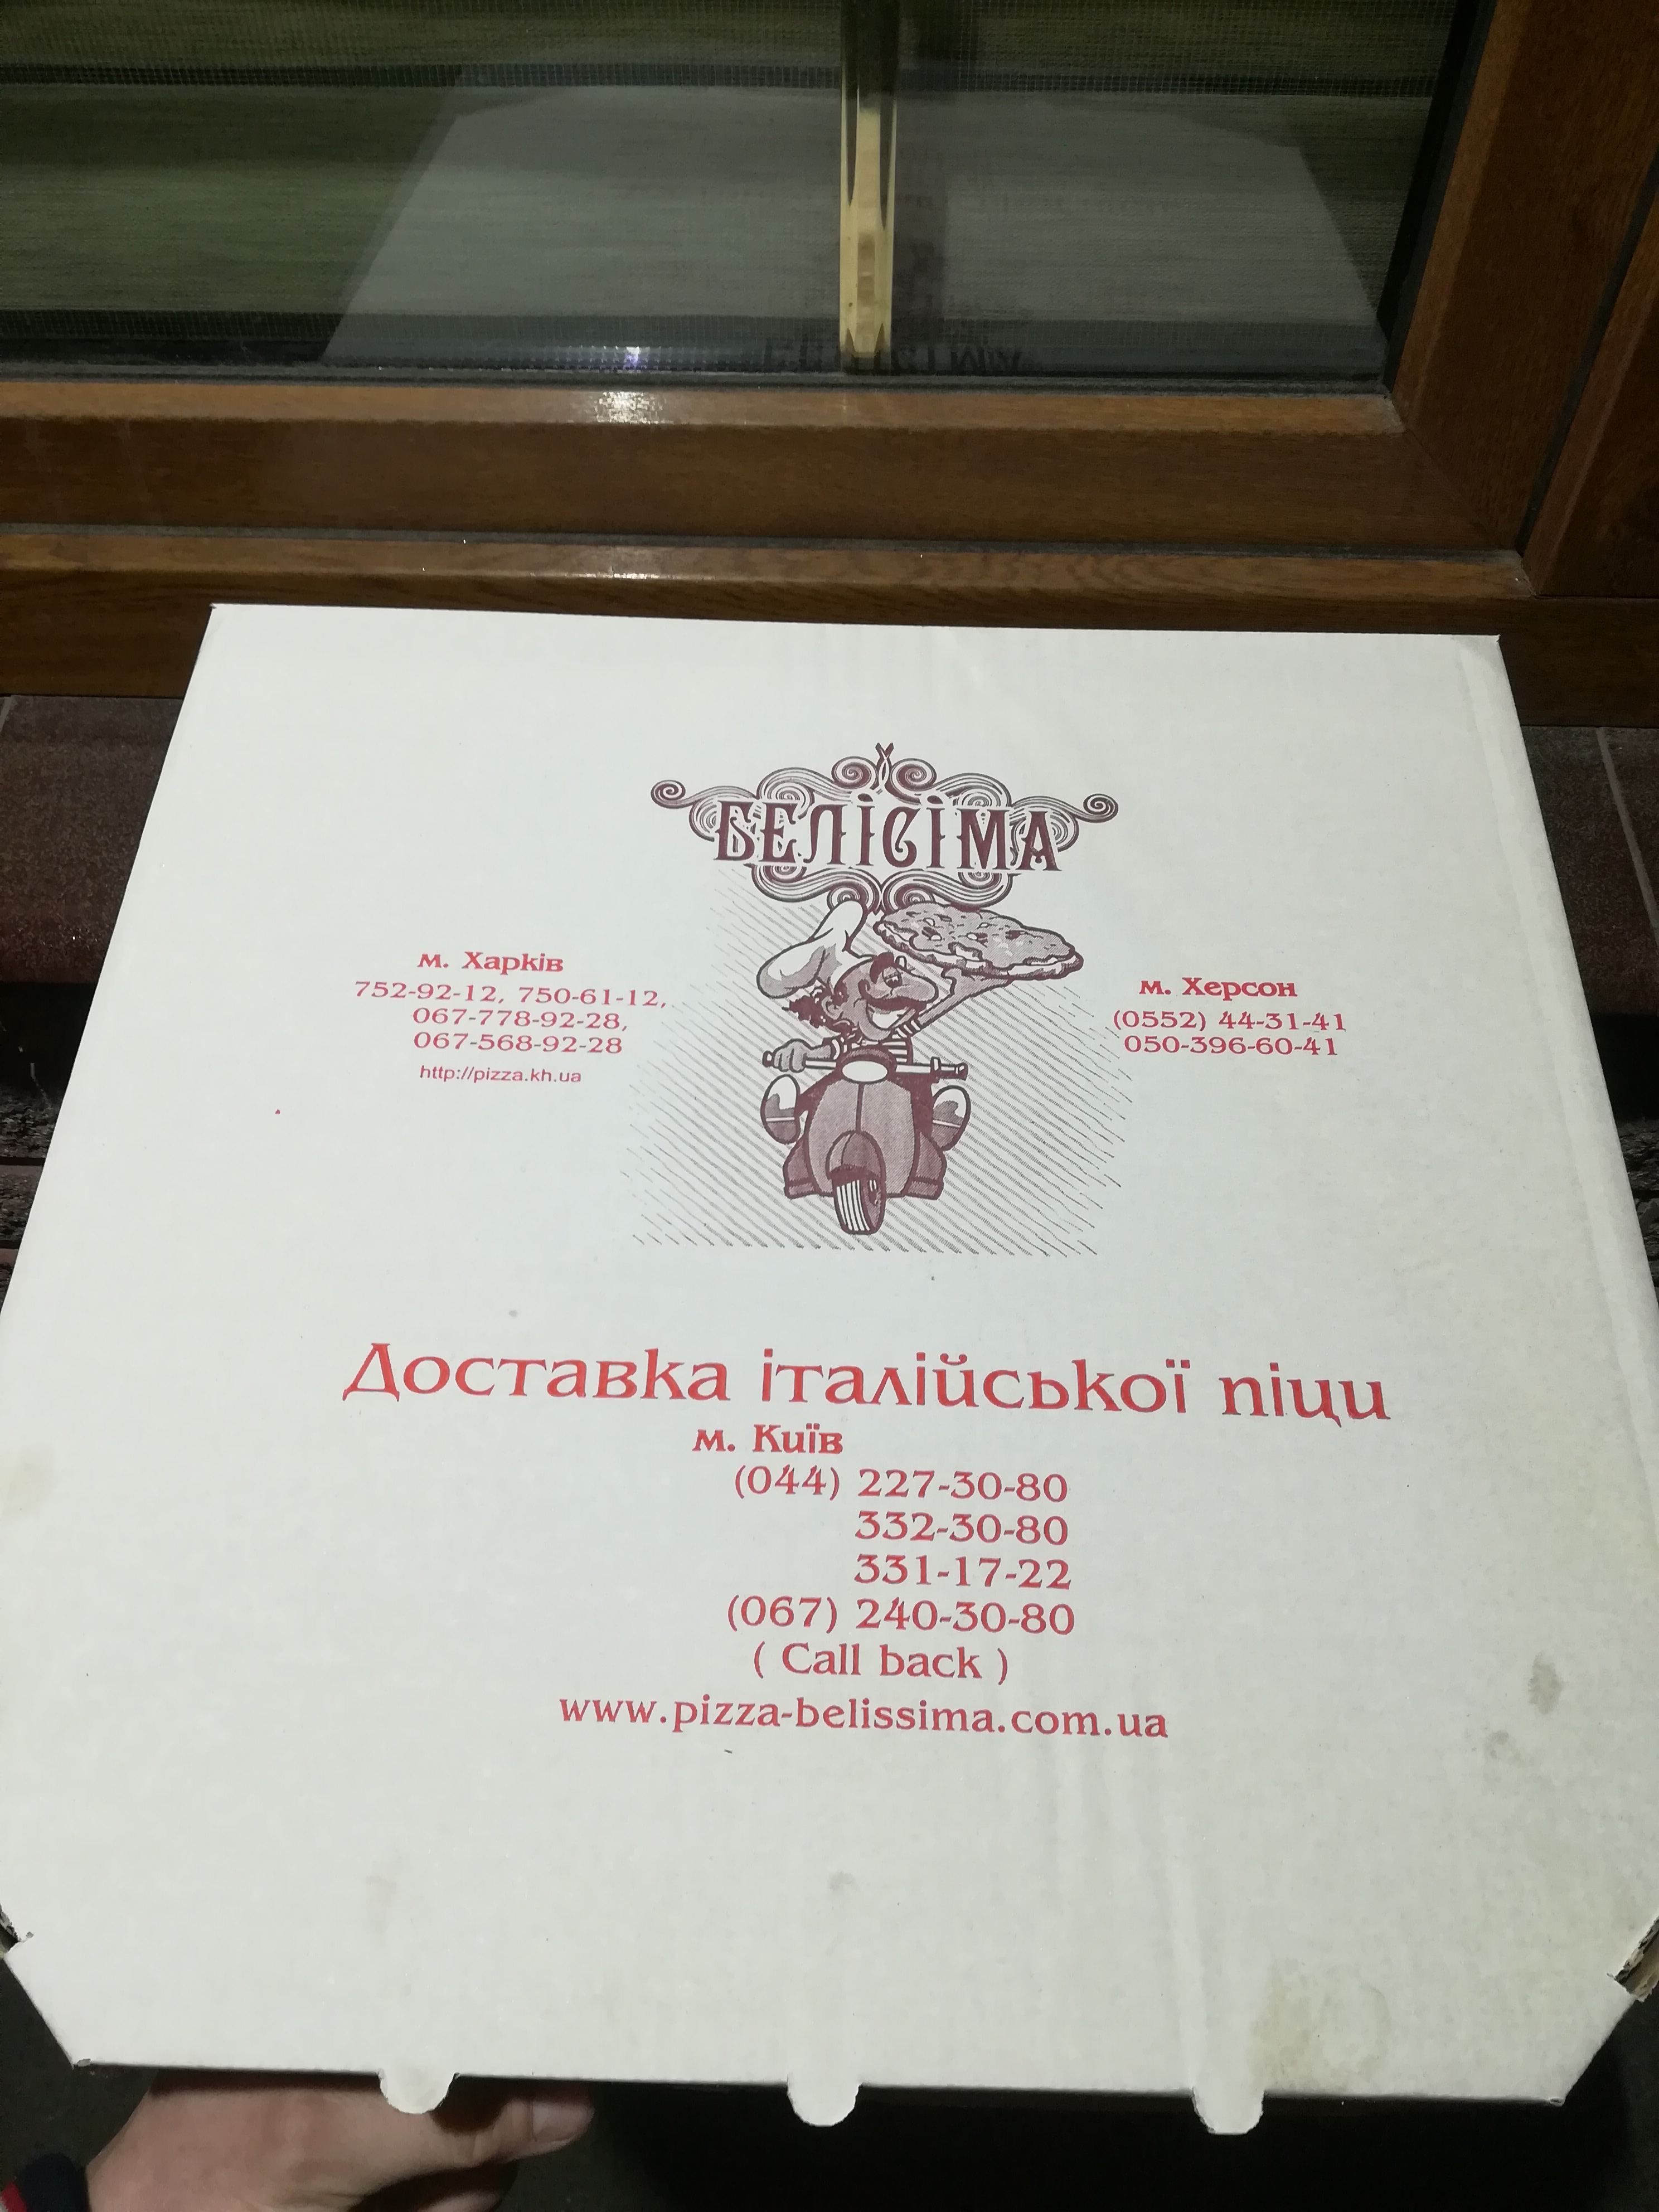 БЕЛІСІМА
м. Харків
752-92-12, 750-61-12,
067-778-92-28,
067-568-92-28
http://pizza.kh.ua
м. Херсон
(0552) 44-31-41
050-396-60-41
Доставка італійської піци
м. Київ
(044) 227-30-80
332-30-80
331-17-22
(067) 240-30-80
( Call back )
www.pizza-belissima.com.ua